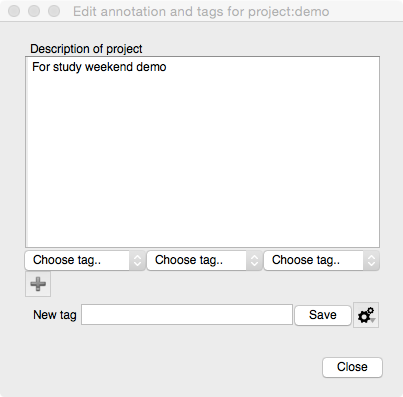 Edit annotation and tags for project:demo
Description of project
For study weekend demo
Choose tag.. Choose tag.. Choose tag..
New tag Save
Close